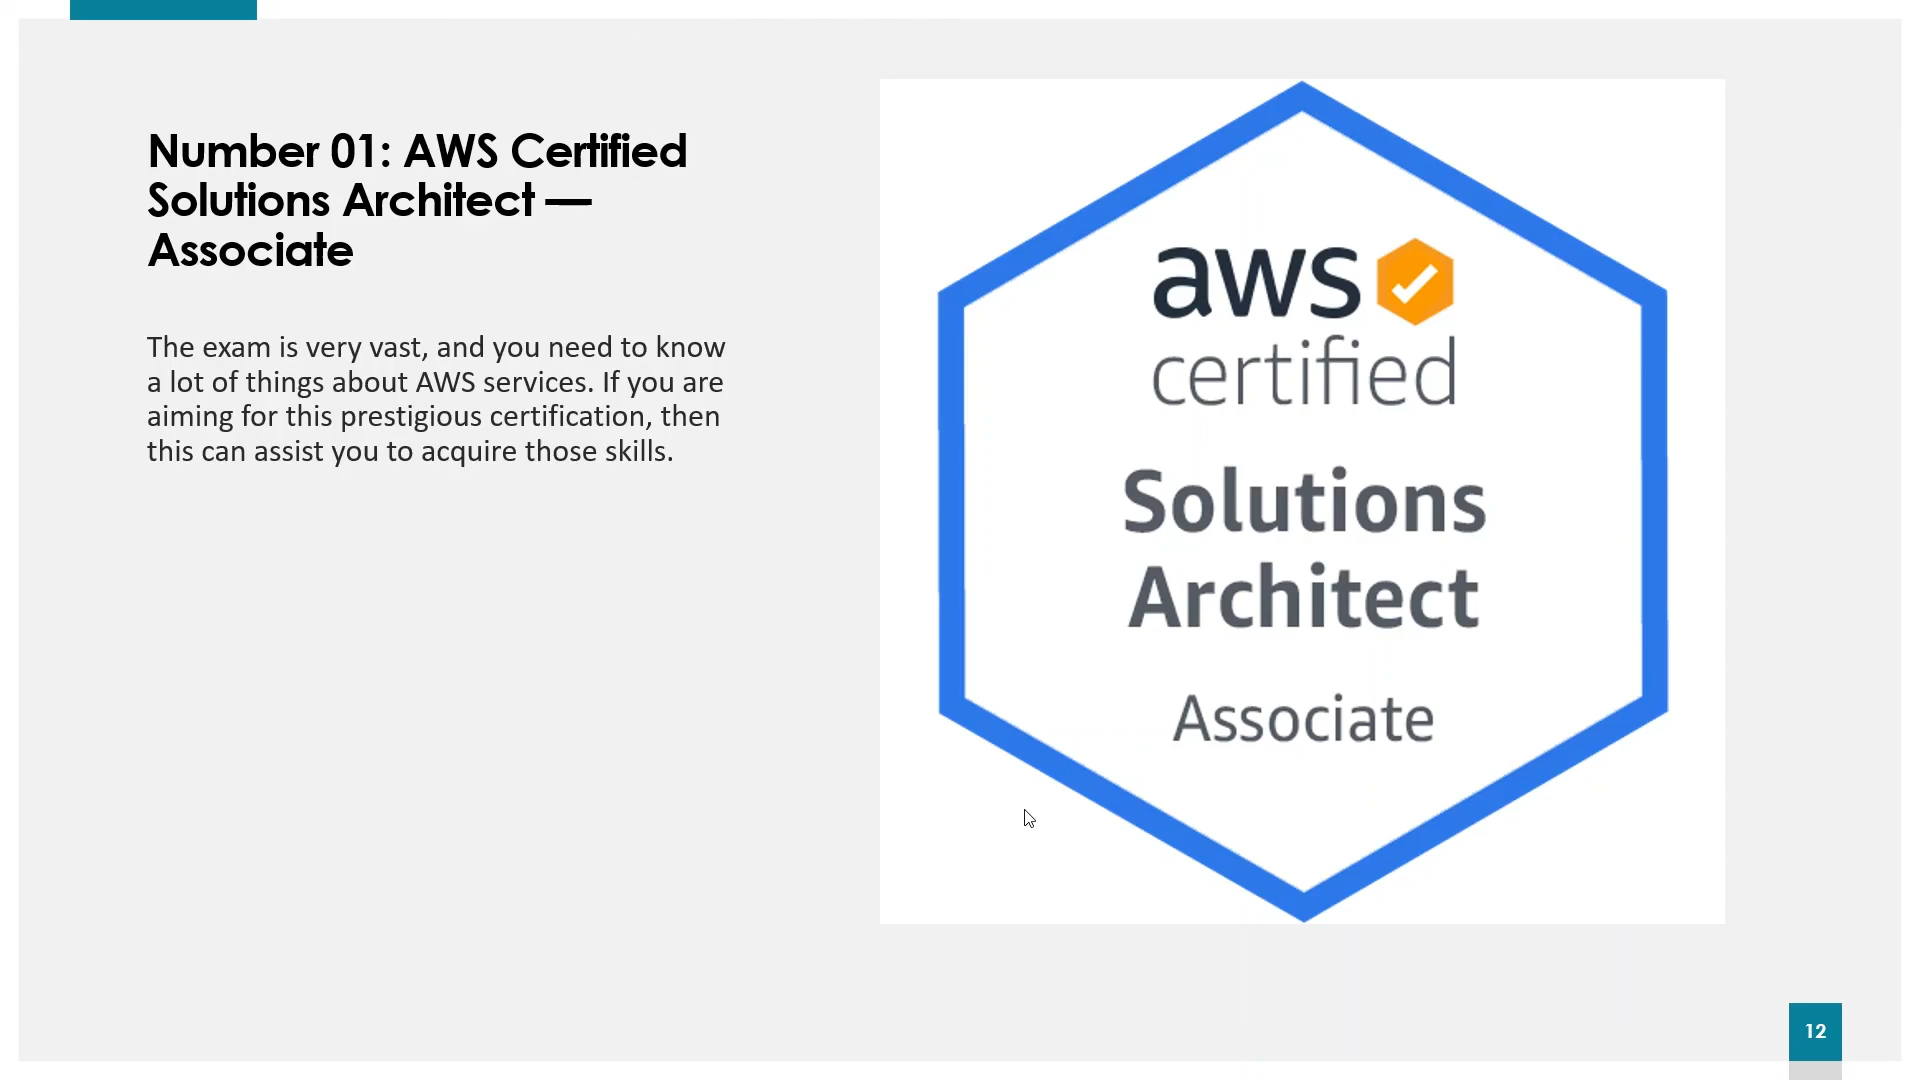 Number 01: AWS Certified
Solutions Architect —
Associate
The exam is very vast, and you need to know
a lot of things about AWS services. If you are
aiming for this prestigious certification, then
this can assist you to acquire those skills.
aws
certified
Solutions
Architect
Associate
12